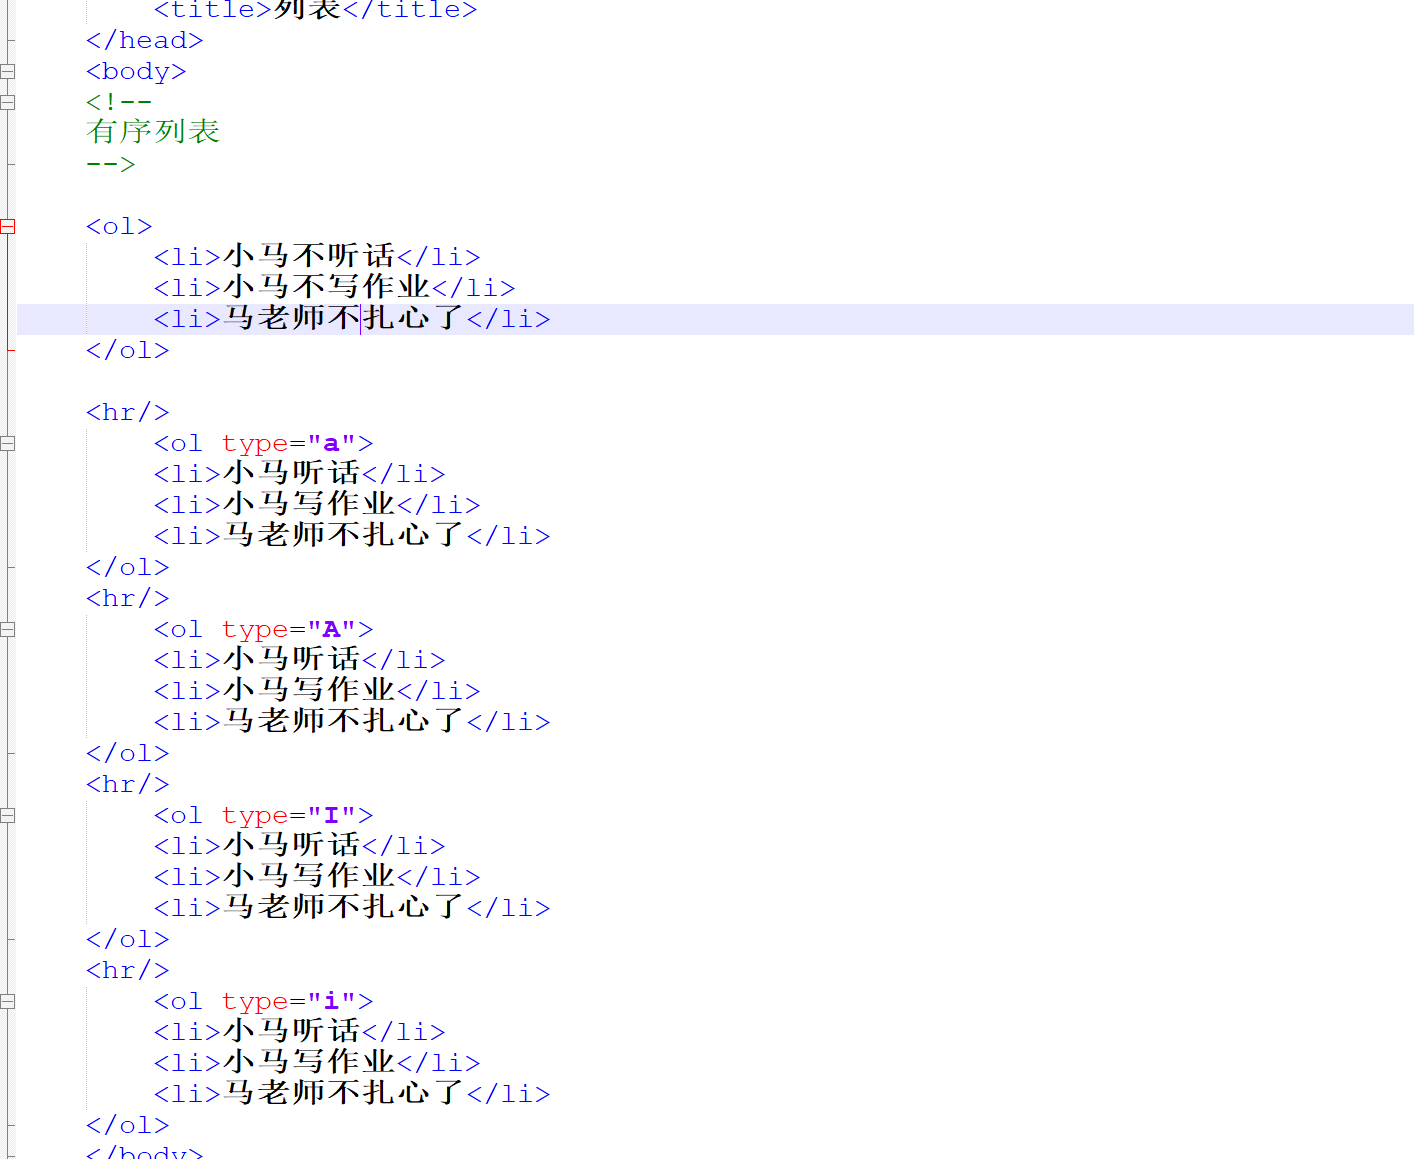 <title>列表</title>
</head>
<body>
<!--
有序列表
-->
<ol>
<li>小马不听话</li>
<li>小马不写作业</li>
<li>马老师不扎心了</li>
</ol>
<hr/>
<ol type="a">
<li>小马听话</li>
<li>小马写作业</li>
<li>马老师不扎心了</li>
</ol>
<hr/>
<ol type="A">
<li>小马听话</li>
<li>小马写作业</li>
<li>马老师不扎心了</li>
</ol>
<hr/>
<ol type="I">
<li>小马听话</li>
<li>小马写作业</li>
<li>马老师不扎心了</li>
</ol>
<hr/>
<ol type="i">
<li>小马听话</li>
<li>小马写作业</li>
<li>马老师不扎心了</li>
</ol>
</body>